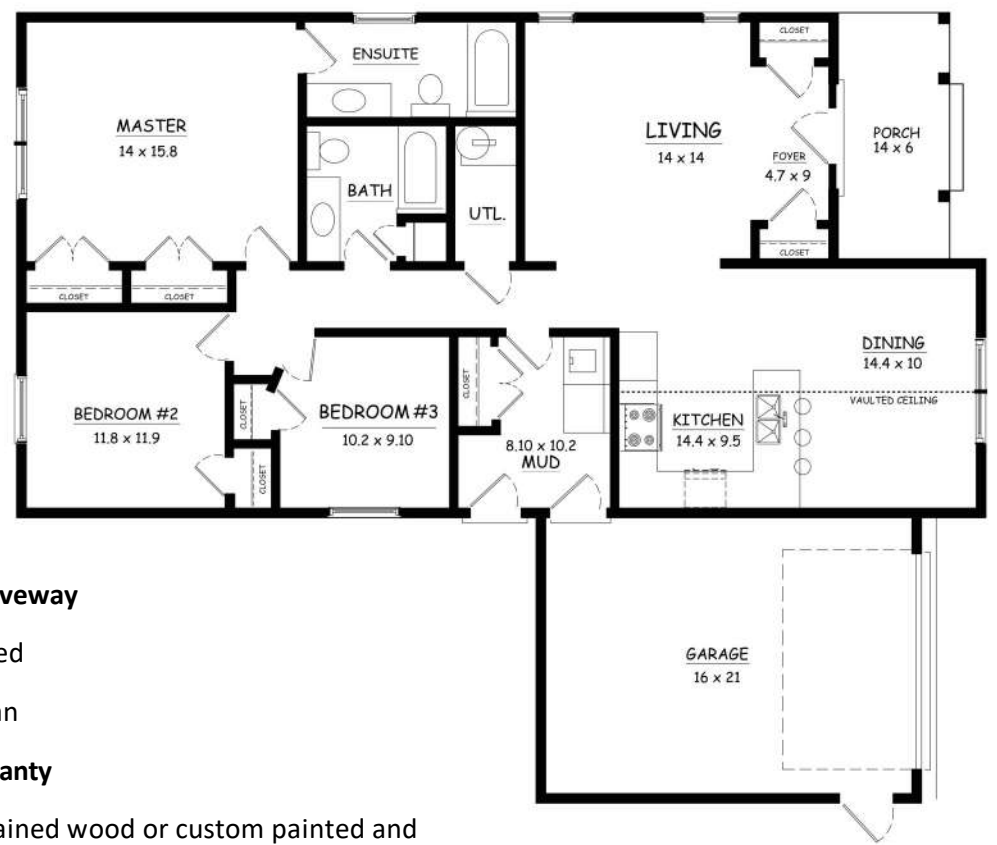 ENSUITE
CLOSET
MASTER
14 x 15.8
LIVING
14 x 14
PORCH
14 x 6
FOYER
4.7 x 9
BATH
UTL.
CLOSET
CLOSET
CLOSET
DINING
14.4 x 10
VAULTED CEILING
BEDROOM #2
11.8 x 11.9
CLOSET
CLOSET
BEDROOM #3
10.2 x 9.10
CLOSET
8.10 x 10.2
MUD
KITCHEN
14.4 x 9.5
GARAGE
16 x 21
veway
ed
an
anty
ained wood or custom painted and